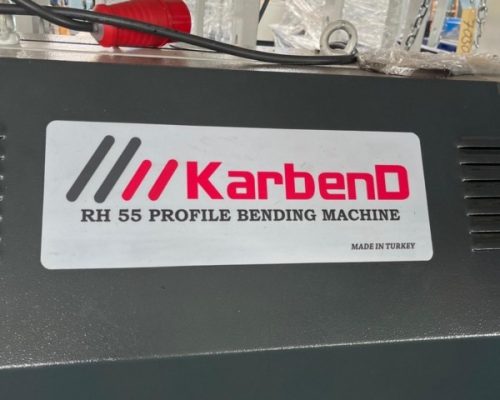 KarbenD
RH 55 PROFILE BENDING MACHINE
MADE IN TURKEY